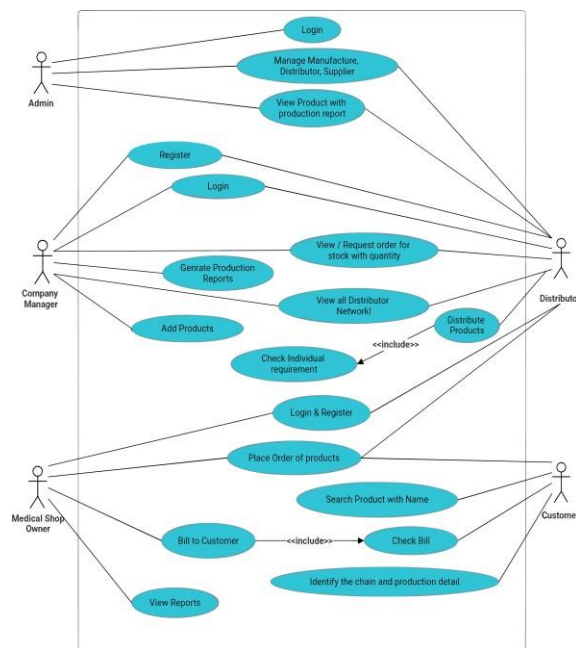 Login
Manage Manufacture,
Distributor, Supplier
Admin
View Product with
production report
Register
Login
View / Request order for
stock with quantity
Genrate Production
Reports
Company
Manager
View all Distributor
Networkl
Distributo
Add Products
Distribute
Products
<<include>>
Check Individual
requirement
Login & Register
Place Order of products
Search Product with Name
Medical Shop
Owner
Custome
Bill to Customer
<<include>>
Check Bill
Identify the chain and production detail
View Reports